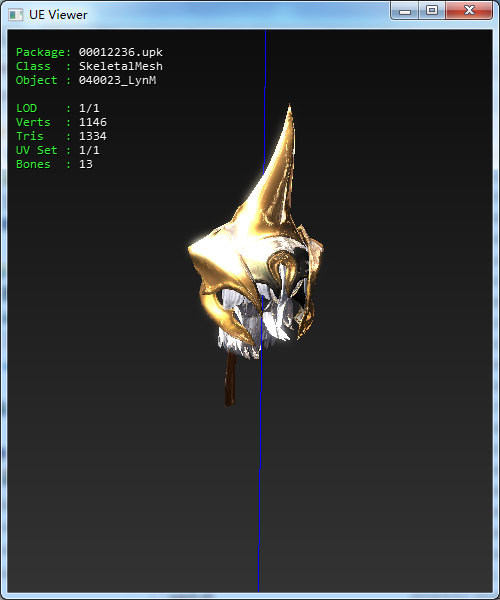 UE Viewer
Package: 00012236.upk
Class  : SkeletalMesh
Object : 040023_LynM
LOD    : 1/1
Verts  : 1146
Tris   : 1334
UV Set : 1/1
Bones  : 13